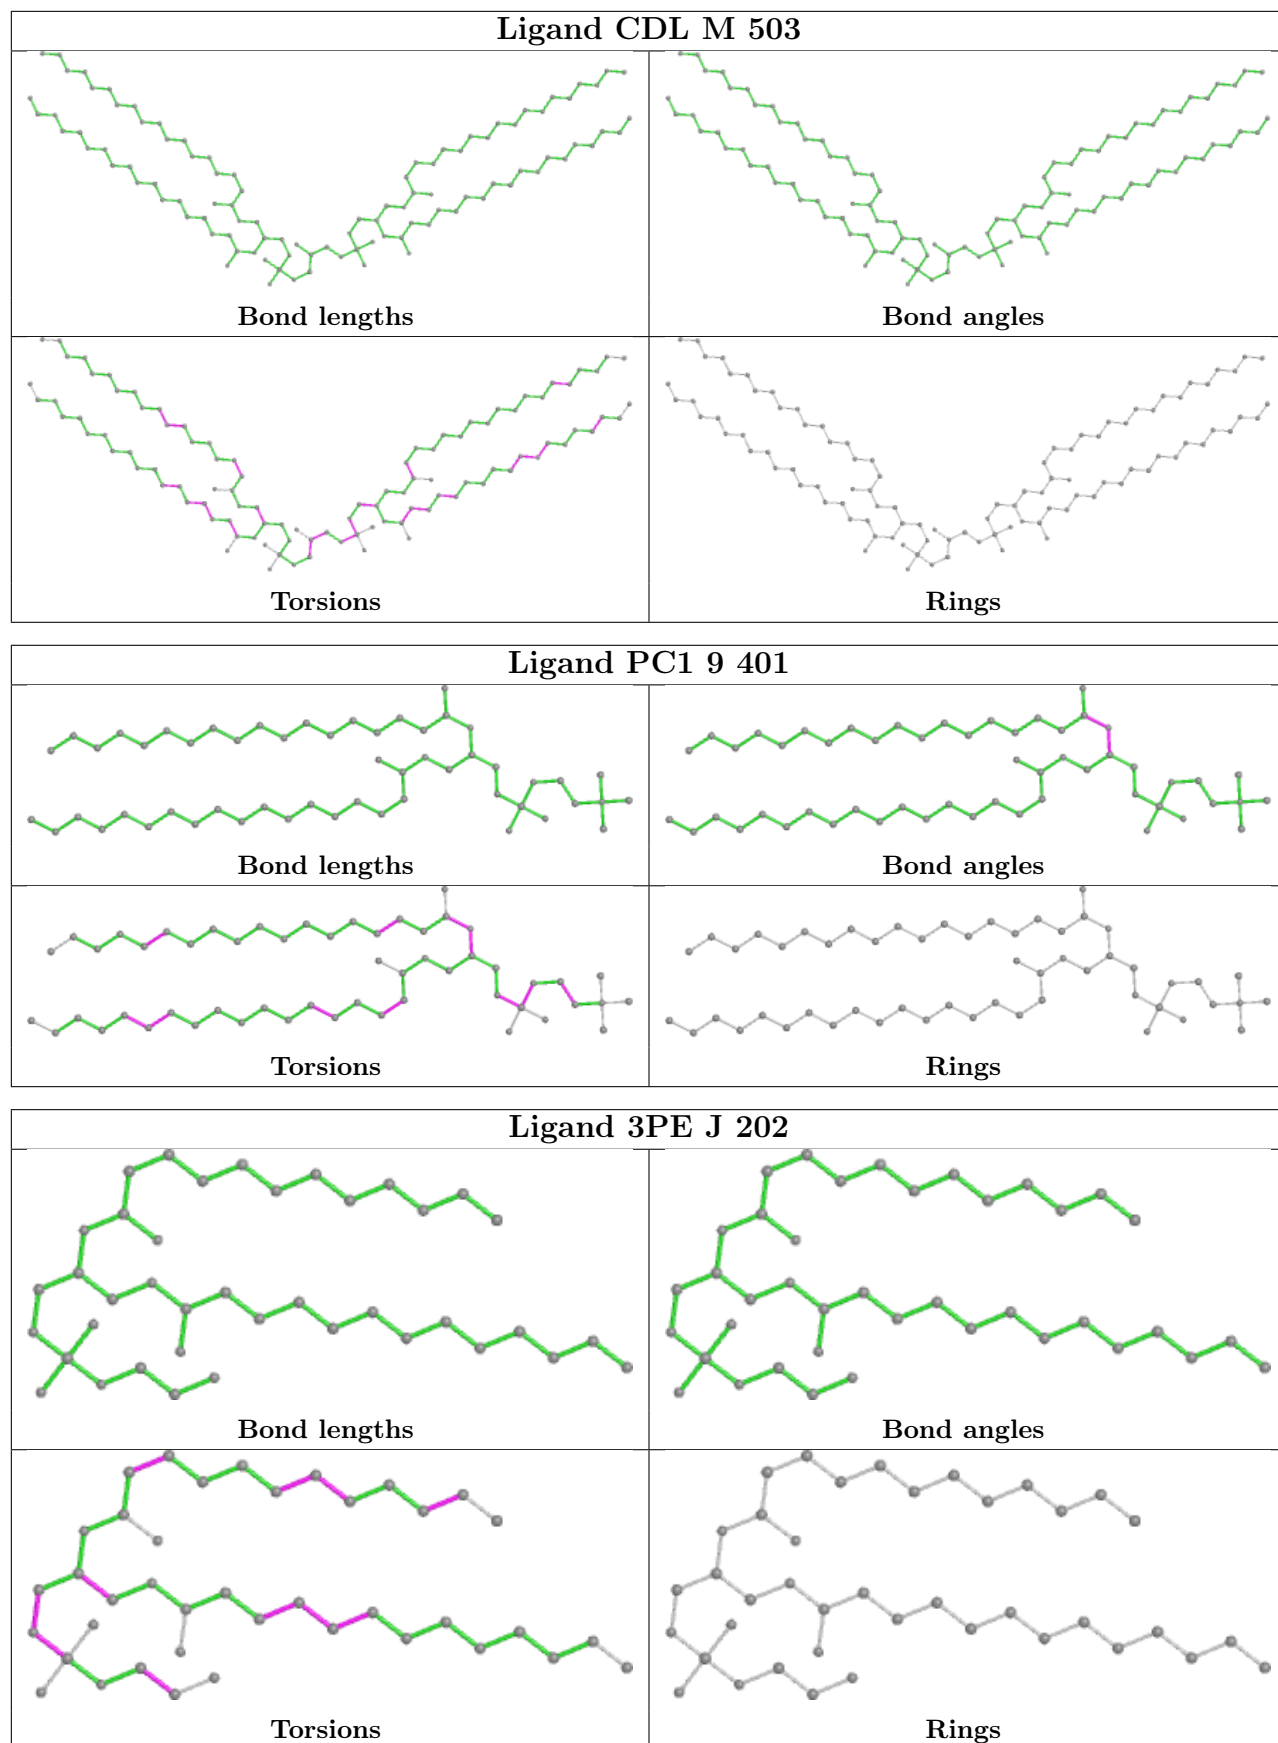 Ligand CDL M 503
Bond lengths
Bond angles
Torsions
Rings
Ligand PC1 9 401
Bond lengths
Bond angles
Torsions
Rings
Ligand 3PE J 202
Bond lengths
Bond angles
Torsions
Rings